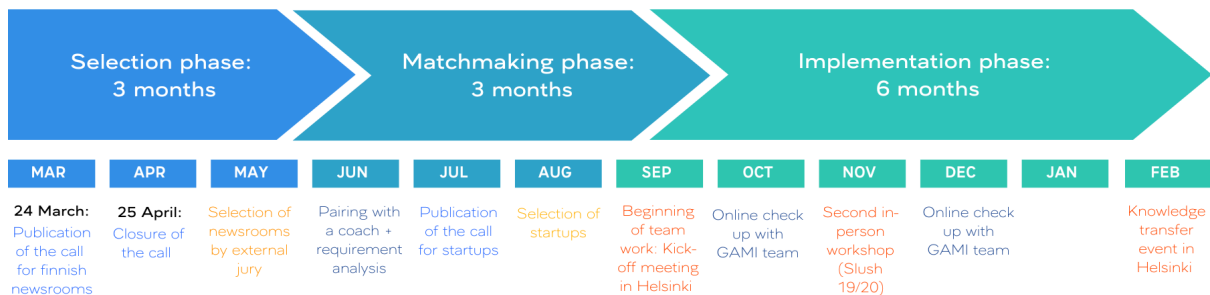 Selection phase:
3 months
Matchmaking phase:
3 months
Implementation phase:
6 months
MAR
APR
MAY
JUN
JUL
AUG
SEP
OCT
NOV
DEC
JAN
FEB
24 March:
Publication
of the call
for finnish
newsrooms
25 April:
Closure of
the call
Selection of
newsrooms
by external
jury
Pairing with
a coach +
requirement
analysis
Publication
of the call
for startups
Selection of
startups
Beginning
of team
work: Kick-
off meeting
in Helsinki
Online check
up with
GAMI team
Second in-
person
workshop
(Slush
19/20)
Online check
up with
GAMI team
Knowledge
transfer
event in
Helsinki